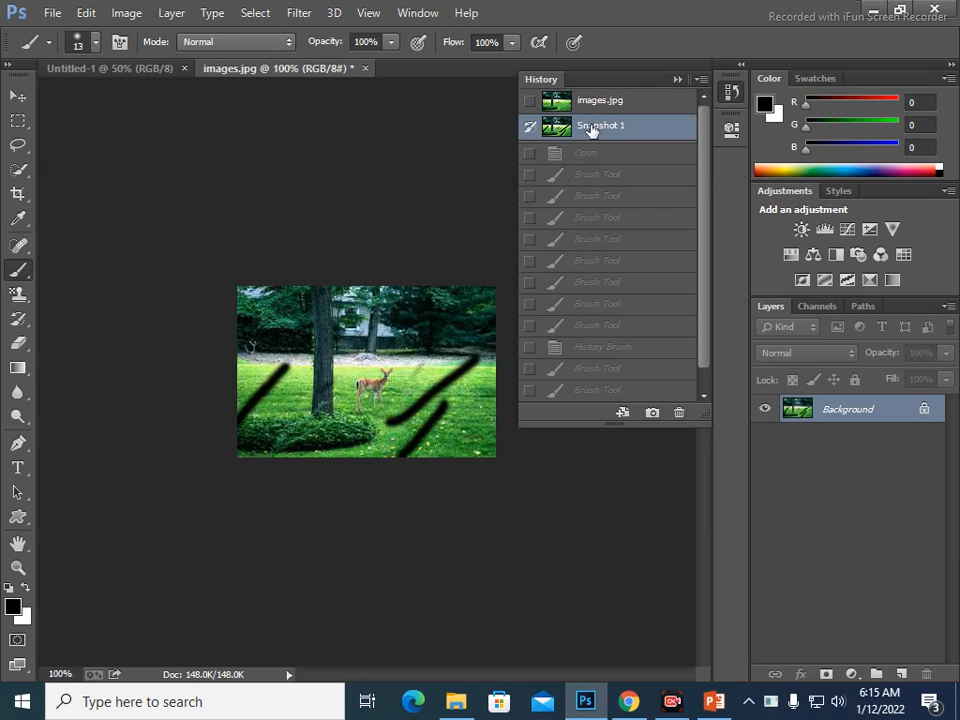 Ps File Edit Image Layer Type Select Filter 3D View Window Help
Recorded with iFun Screen Recorder
13 Mode: Normal Opacity: 100% Flow: 100%
Untitled-1 @ 50% (RGB/8) × images.jpg @ 100% (RGB/8#) * ×
History
images.jpg
Snapshot 1
Open
Brush Tool
Brush Tool
Brush Tool
Brush Tool
Brush Tool
Brush Tool
Brush Tool
Brush Tool
History Brush
Brush Tool
Brush Tool
Color Swatches
R 0
G 0
B 0
Adjustments Styles
Add an adjustment
Layers Channels Paths
Kind
Normal Opacity: 100%
Lock: Fill: 100%
Background
fx
100% Doc: 148.0K/148.0K
Type here to search
Ps
6:15 AM
1/12/2022
3